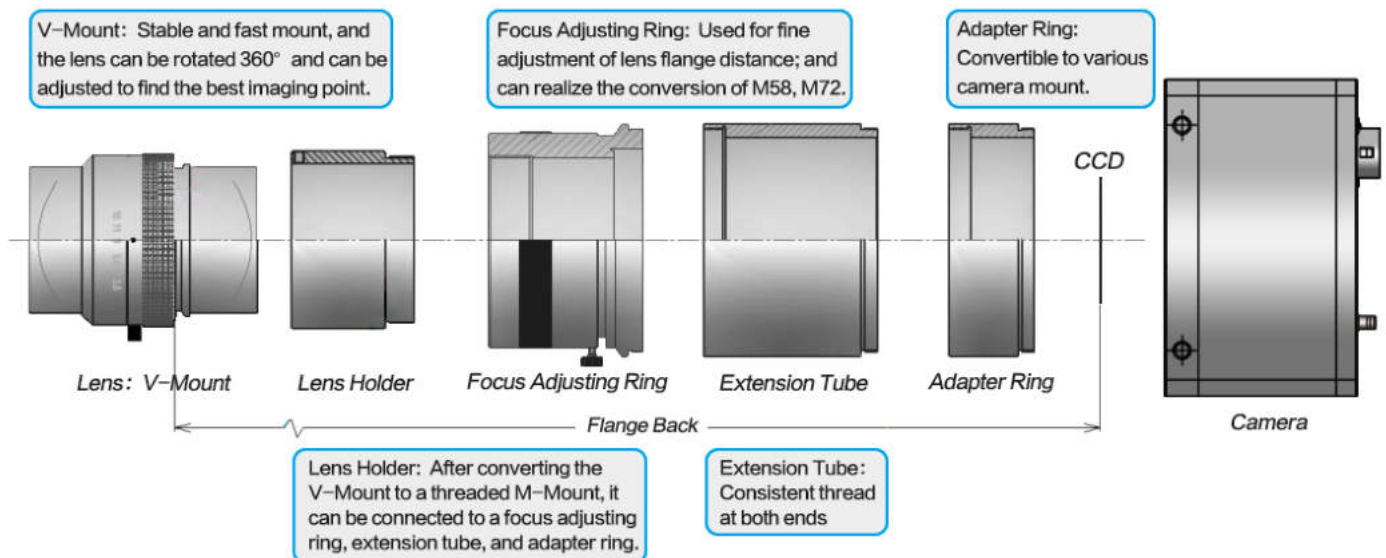 V-Mount: Stable and fast mount, and
the lens can be rotated 360° and can be
adjusted to find the best imaging point.
Focus Adjusting Ring: Used for fine
adjustment of lens flange distance; and
can realize the conversion of M58, M72.
Adapter Ring:
Convertible to various
camera mount.
CCD
Lens: V-Mount
Lens Holder
Focus Adjusting Ring
Extension Tube
Adapter Ring
Camera
Flange Back
Lens Holder: After converting the
V-Mount to a threaded M-Mount, it
can be connected to a focus adjusting
ring, extension tube, and adapter ring.
Extension Tube:
Consistent thread
at both ends